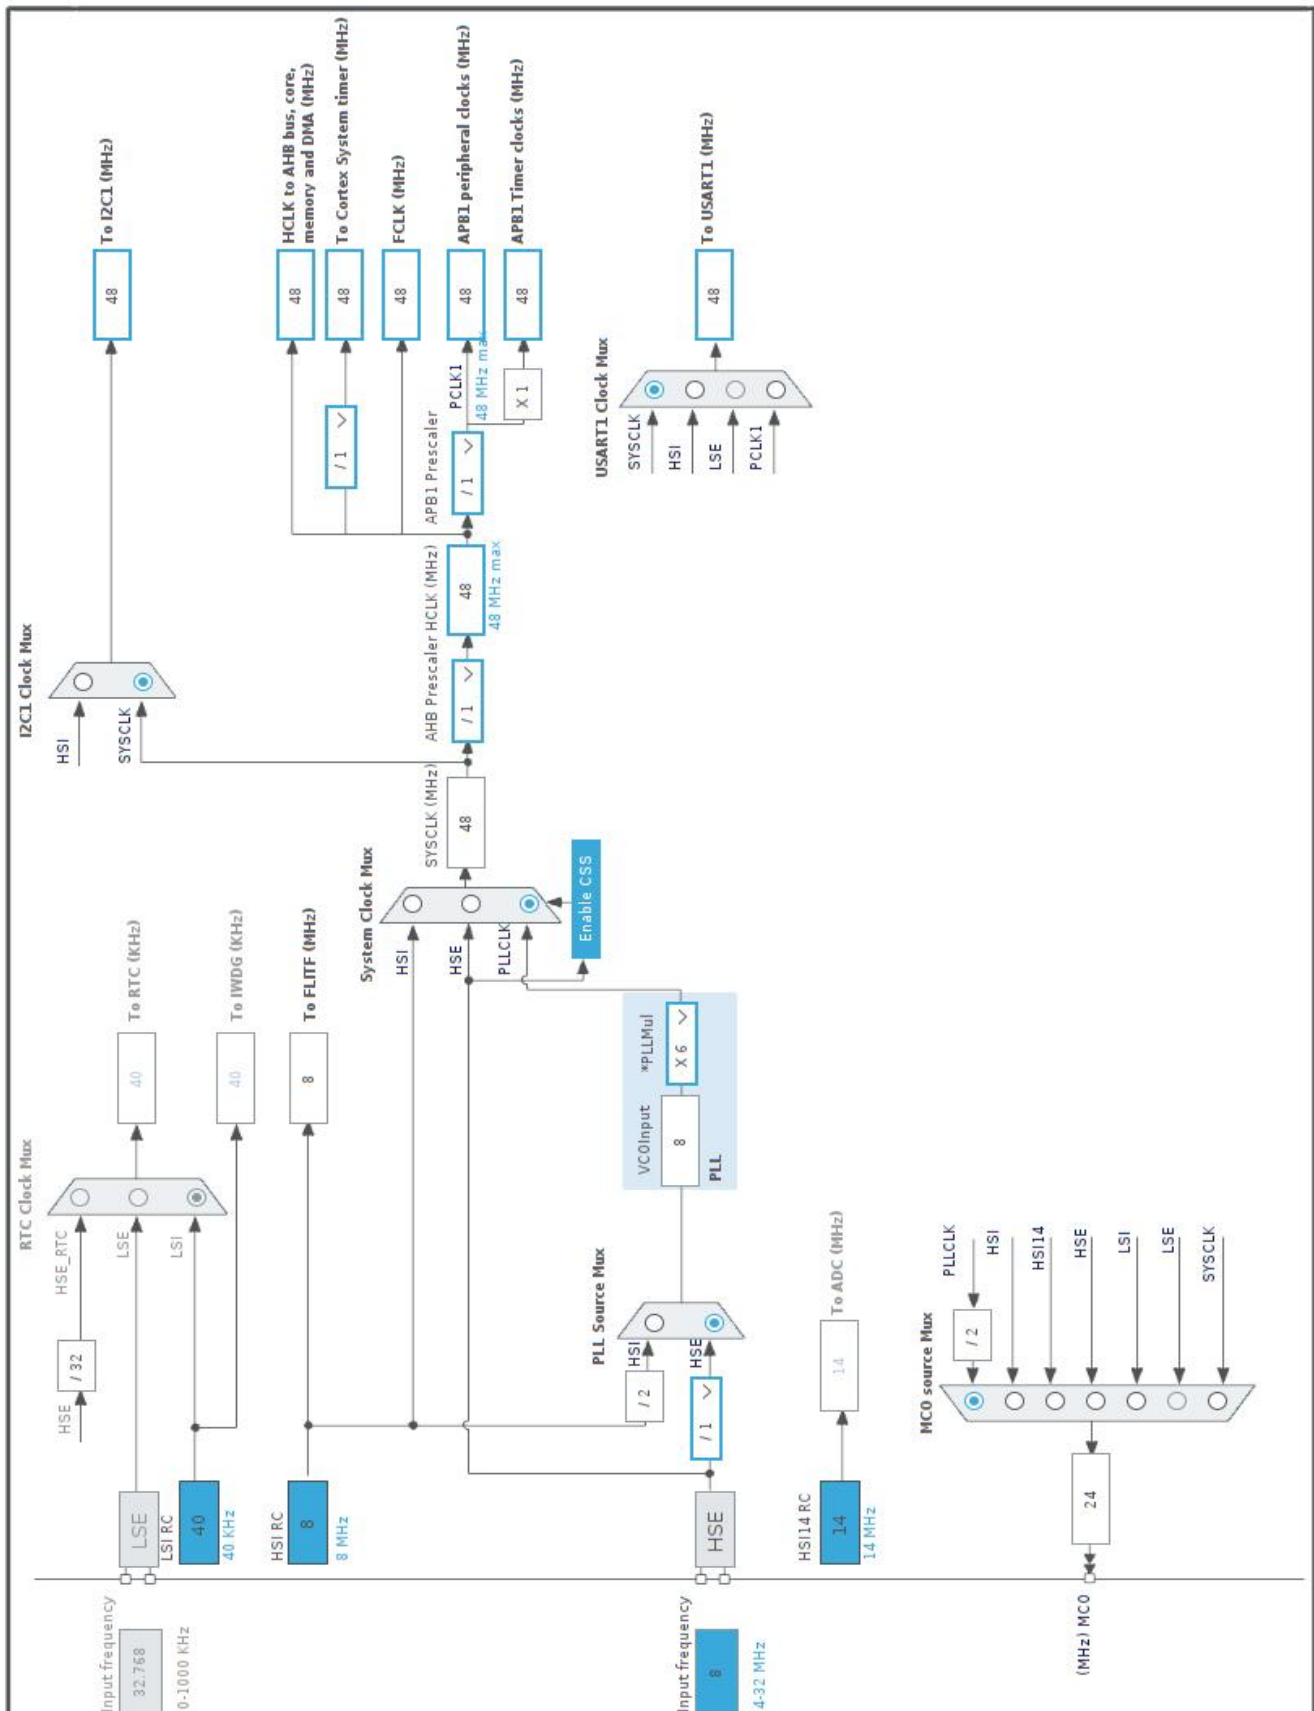 RTC Clock Mux
HSE
/ 32
HSE_RTC
LSE
LSI
40
To RTC (KHz)
40
To IWDG (KHz)
Input frequency
32.768
0-1000 KHz
LSE
LSI RC
40
40 KHz
HSI RC
8
8 MHz
8
To FLITF (MHz)
I2C1 Clock Mux
HSI
SYSCLK
48
To I2C1 (MHz)
System Clock Mux
HSI
HSE
PLLCLK
Enable CSS
SYSCLK (MHz)
48
AHB Prescaler
/ 1
HCLK (MHz)
48
48 MHz max
APB1 Prescaler
/ 1
PCLK1
48 MHz max
X 1
/ 1
48
HCLK to AHB bus, core,
memory and DMA (MHz)
48
To Cortex System timer (MHz)
48
FCLK (MHz)
48
APB1 peripheral clocks (MHz)
48
APB1 Timer clocks (MHz)
PLL Source Mux
/ 2
HSI
HSE
/ 1
VCOInput
8
*PLLMul
X 6
PLL
Input frequency
8
4-32 MHz
HSE
USART1 Clock Mux
SYSCLK
HSI
LSE
PCLK1
48
To USART1 (MHz)
HSI14 RC
14
14 MHz
14
To ADC (MHz)
MCO source Mux
/ 2
PLLCLK
HSI
HSI14
HSE
LSI
LSE
SYSCLK
24
(MHz) MCO